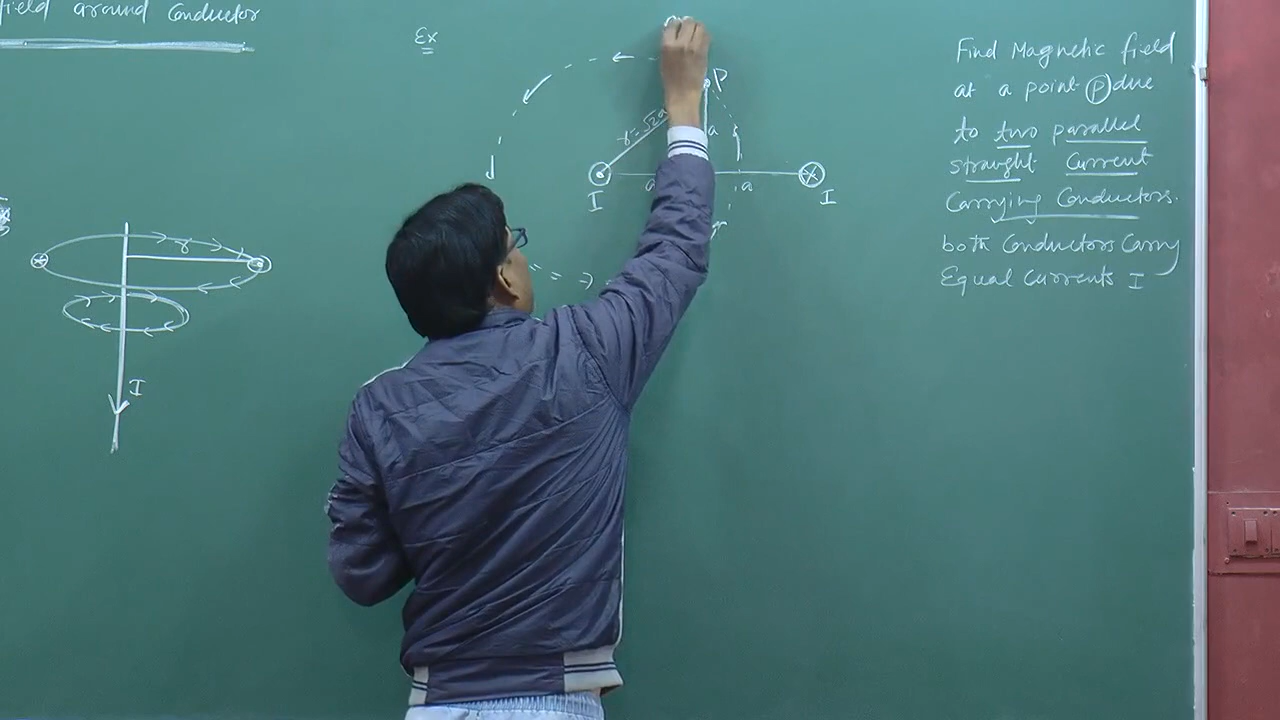 field around Conductor
Ex
P
r=√2a
a
a
a
I
I
r
I
Find Magnetic field
at a point (P) due
to two parallel
straight Current
Carrying Conductors.
both Conductors Carry
Equal Currents I